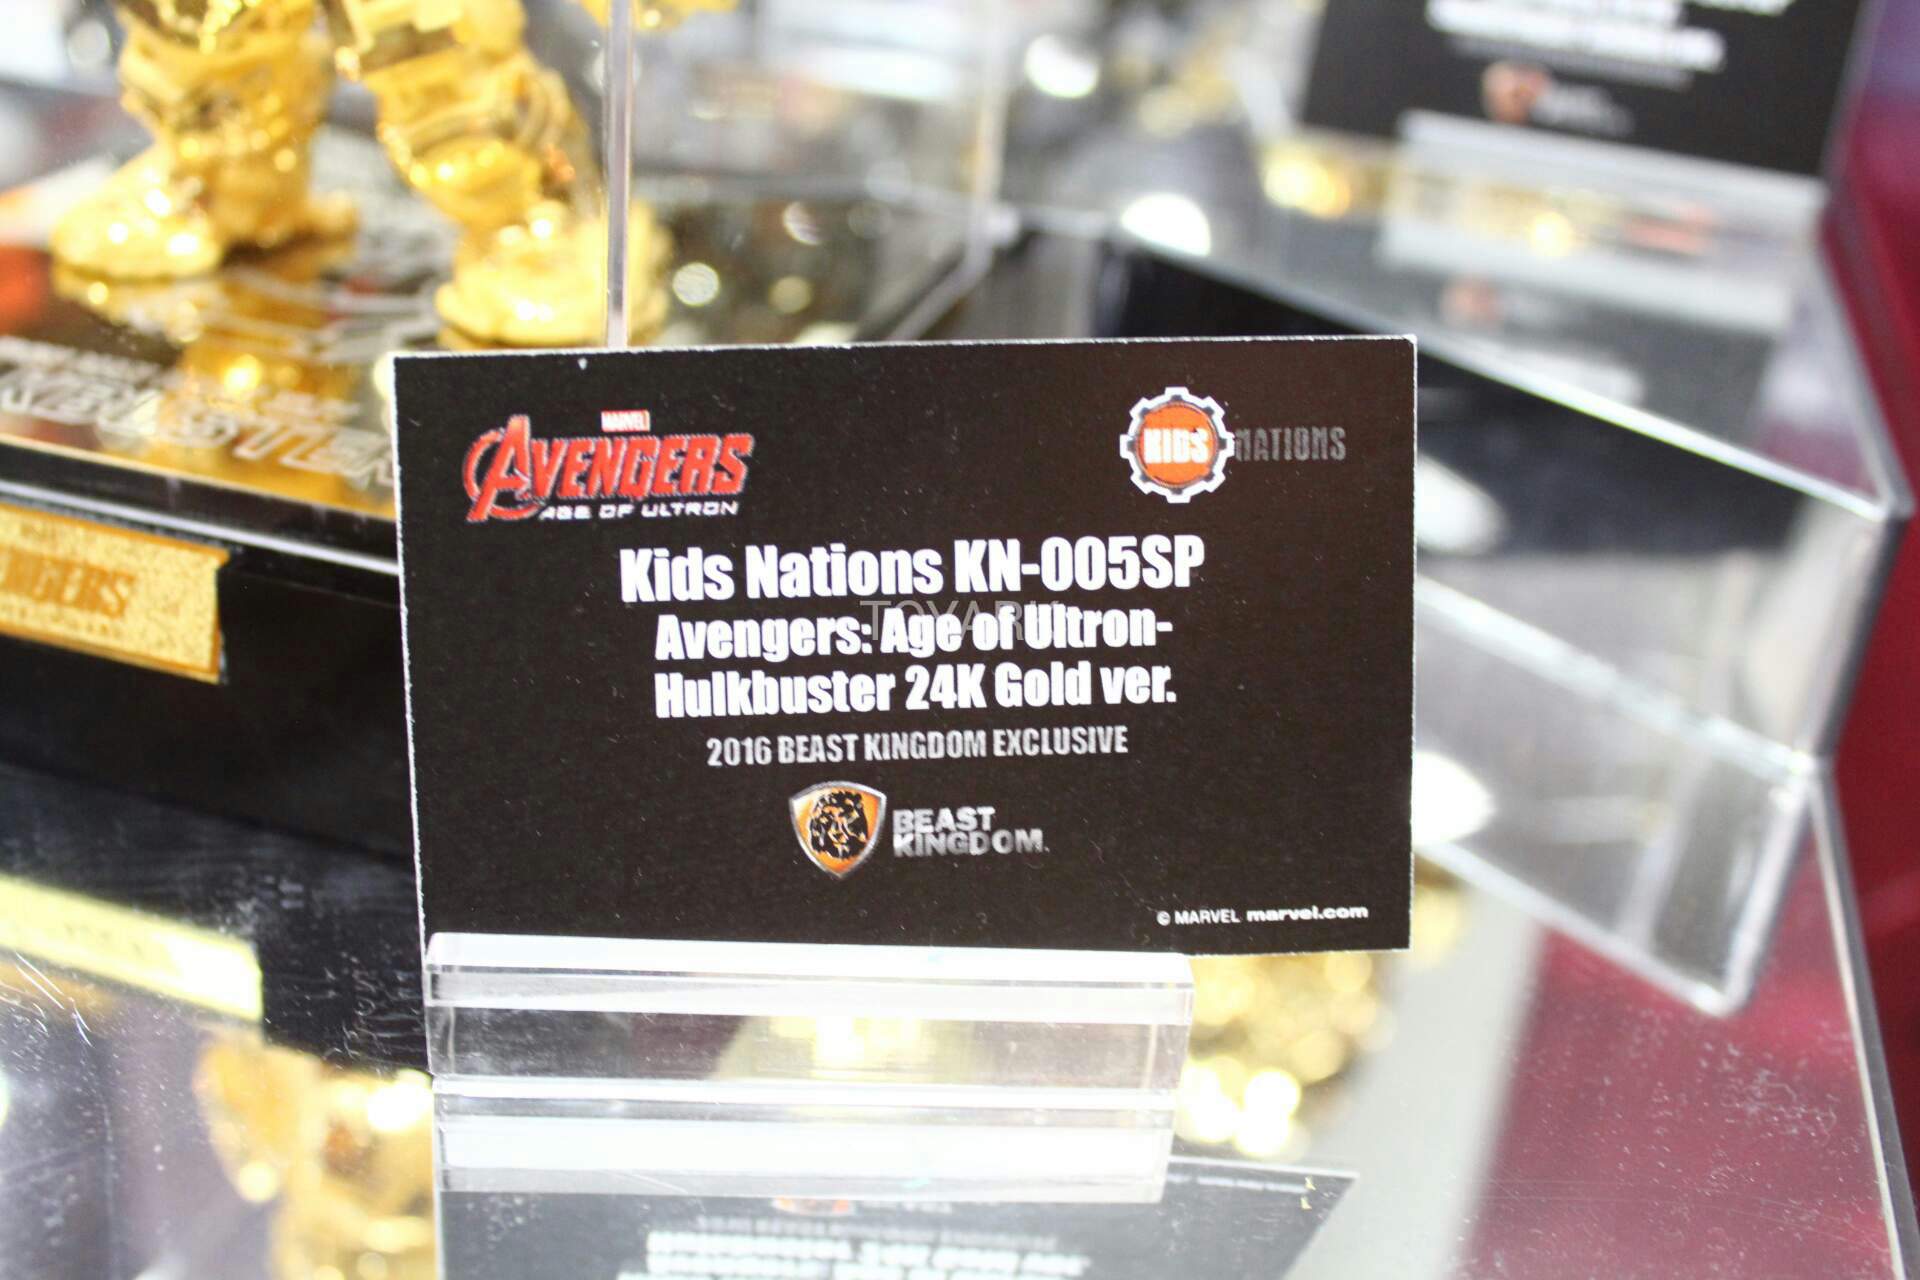 MARVEL
AVENGERS
AGE OF ULTRON
KIDS NATIONS
Kids Nations KN-005SP
Avengers: Age of Ultron-
Hulkbuster 24K Gold ver.
2016 BEAST KINGDOM EXCLUSIVE
BEAST
KINGDOM
© MARVEL marvel.com